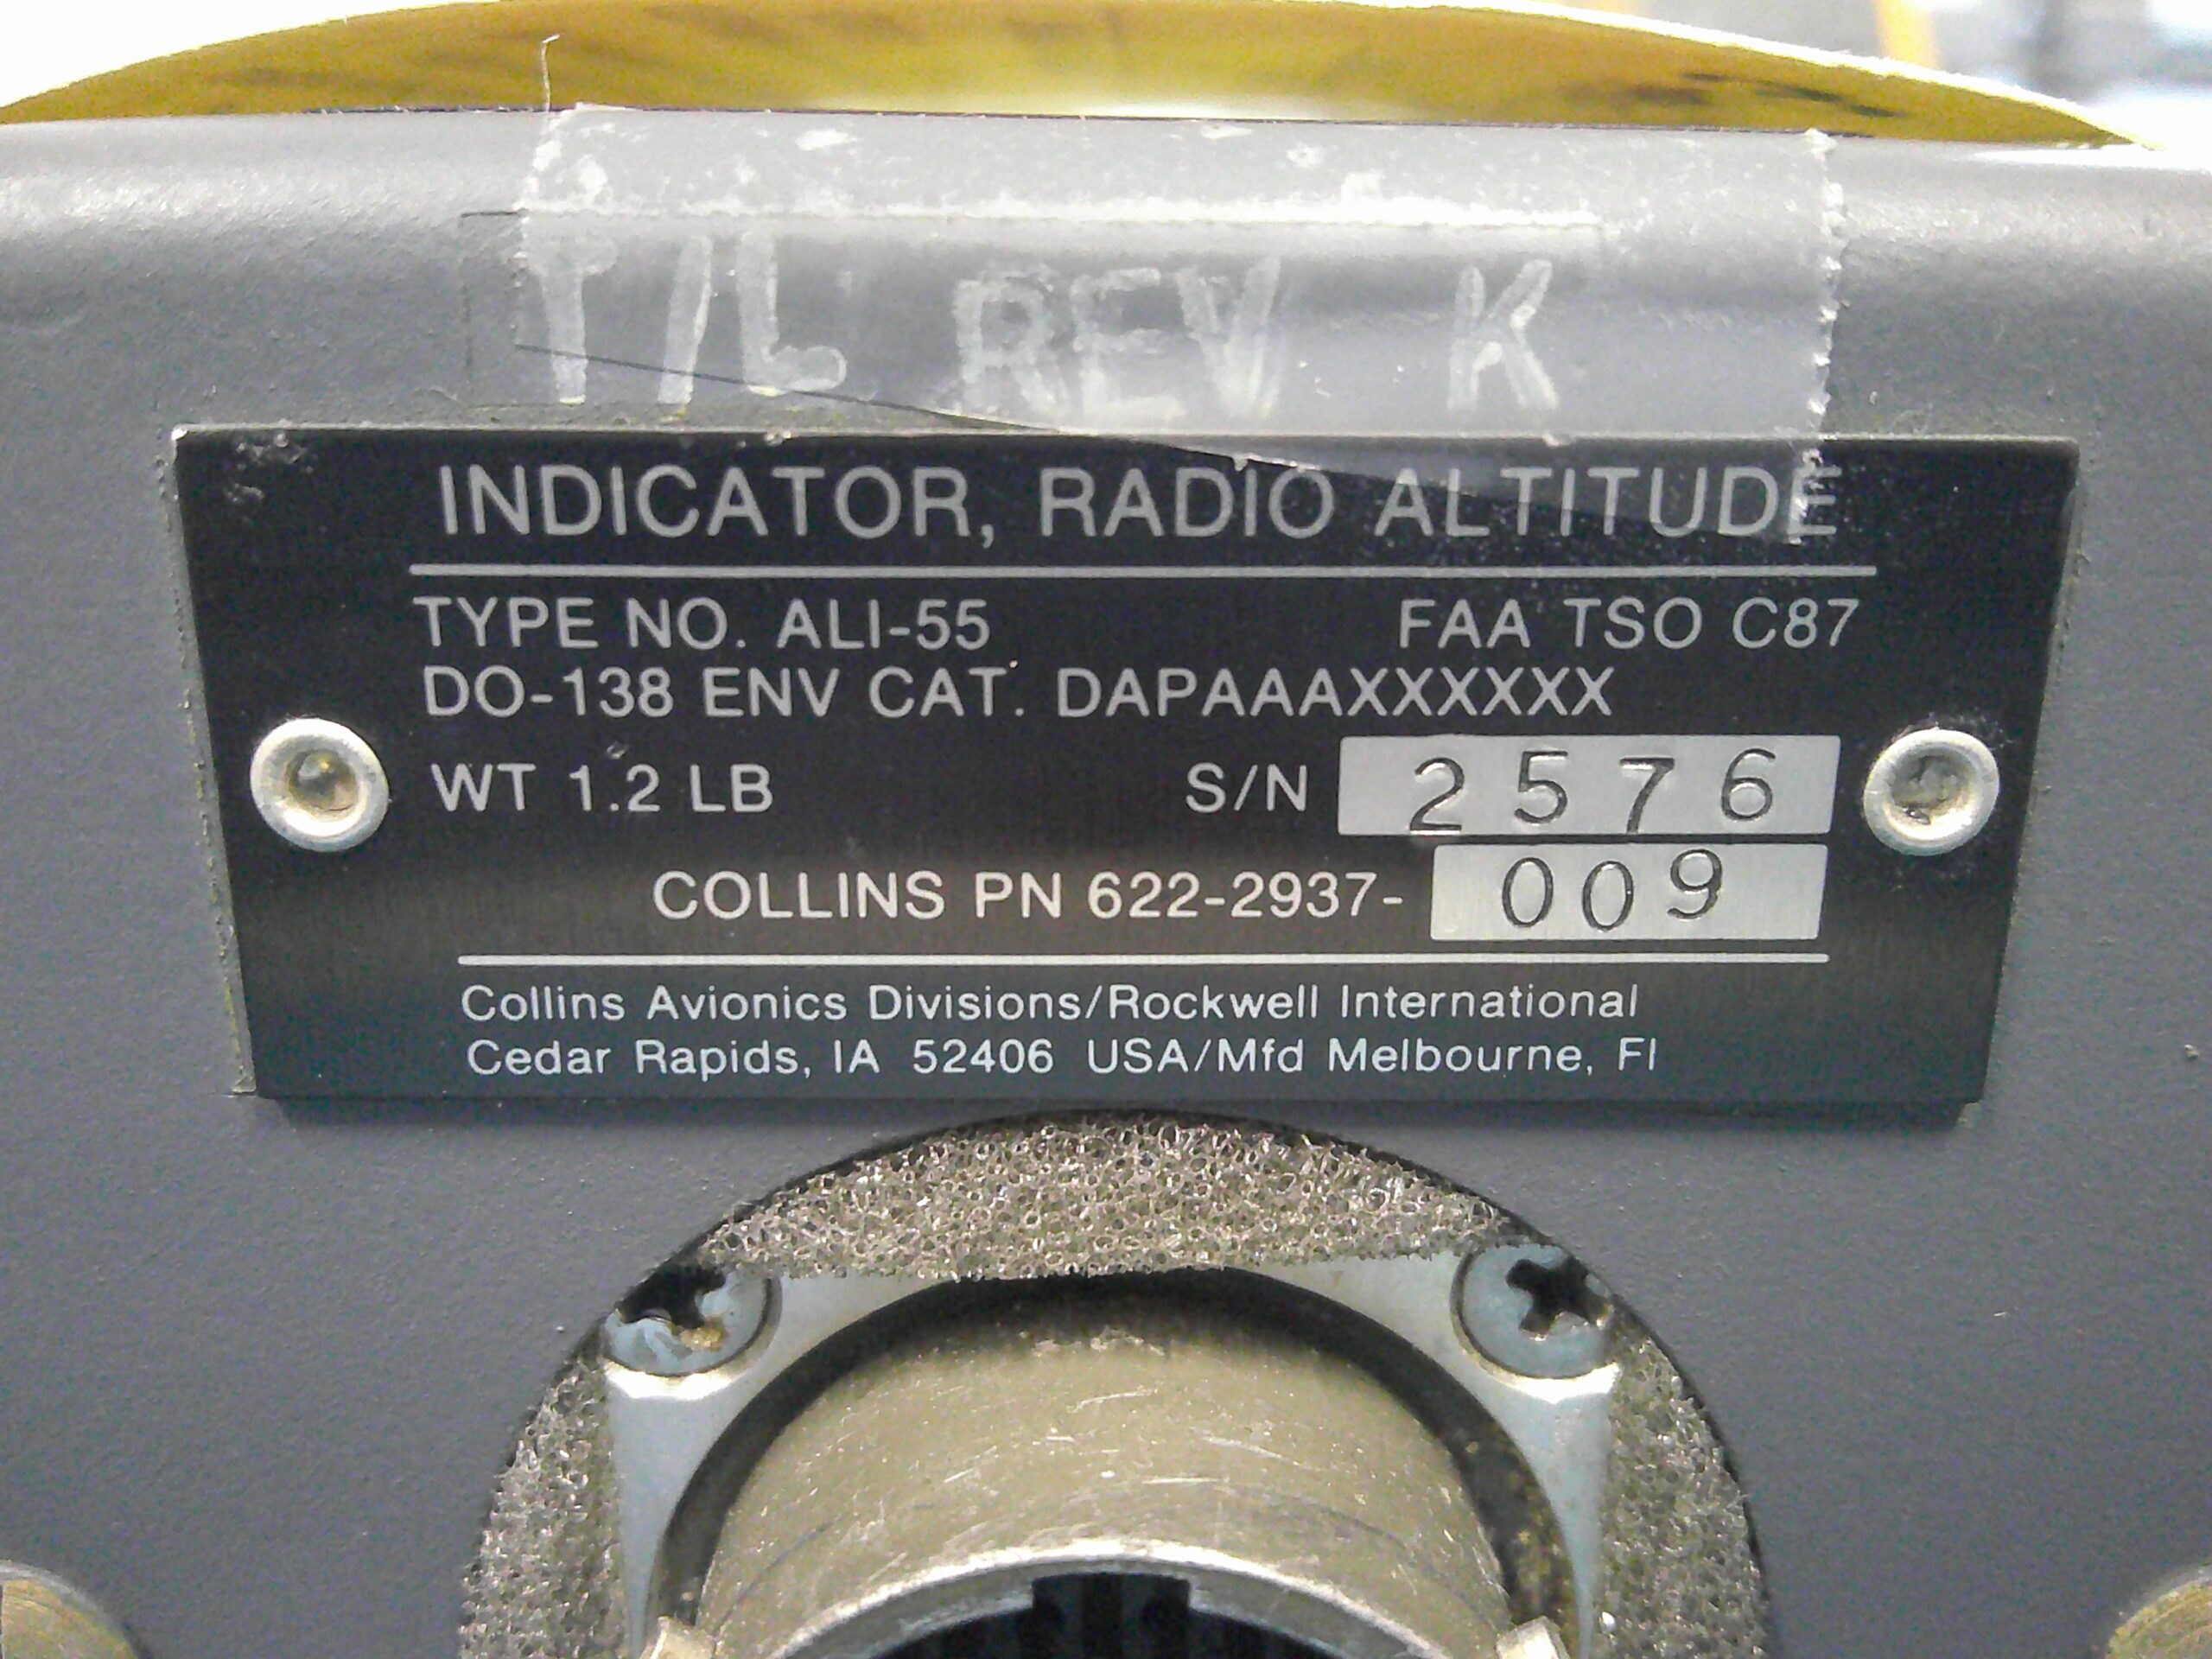 T/L REV K
INDICATOR, RADIO ALTITUDE
TYPE NO. ALI-55 FAA TSO C87
DO-138 ENV CAT. DAPAAAXXXXXX
WT 1.2 LB S/N 2576
COLLINS PN 622-2937-009
Collins Avionics Divisions/Rockwell International
Cedar Rapids, IA 52406 USA/Mfd Melbourne, Fl